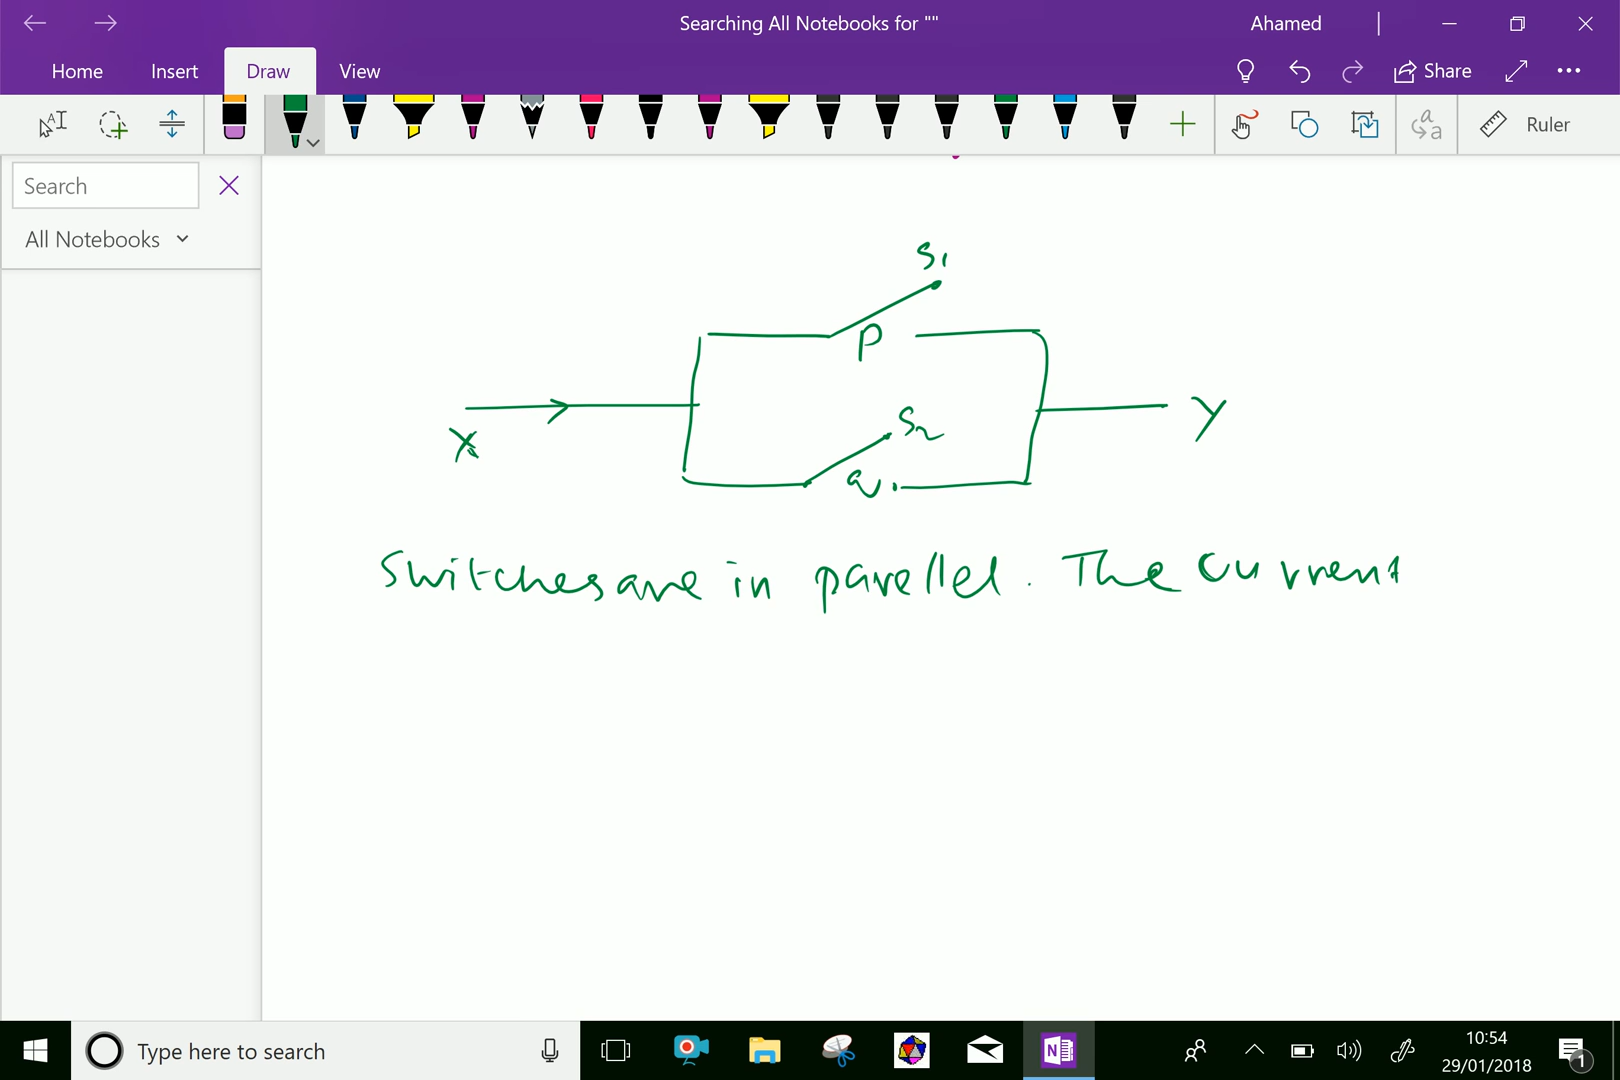 Searching All Notebooks for ""
Ahamed
Home
Insert
Draw
View
Share
Ruler
Search
All Notebooks
S1
P
X
S2
q
y
Switches are in parellel. The current
Type here to search
10:54
29/01/2018
1